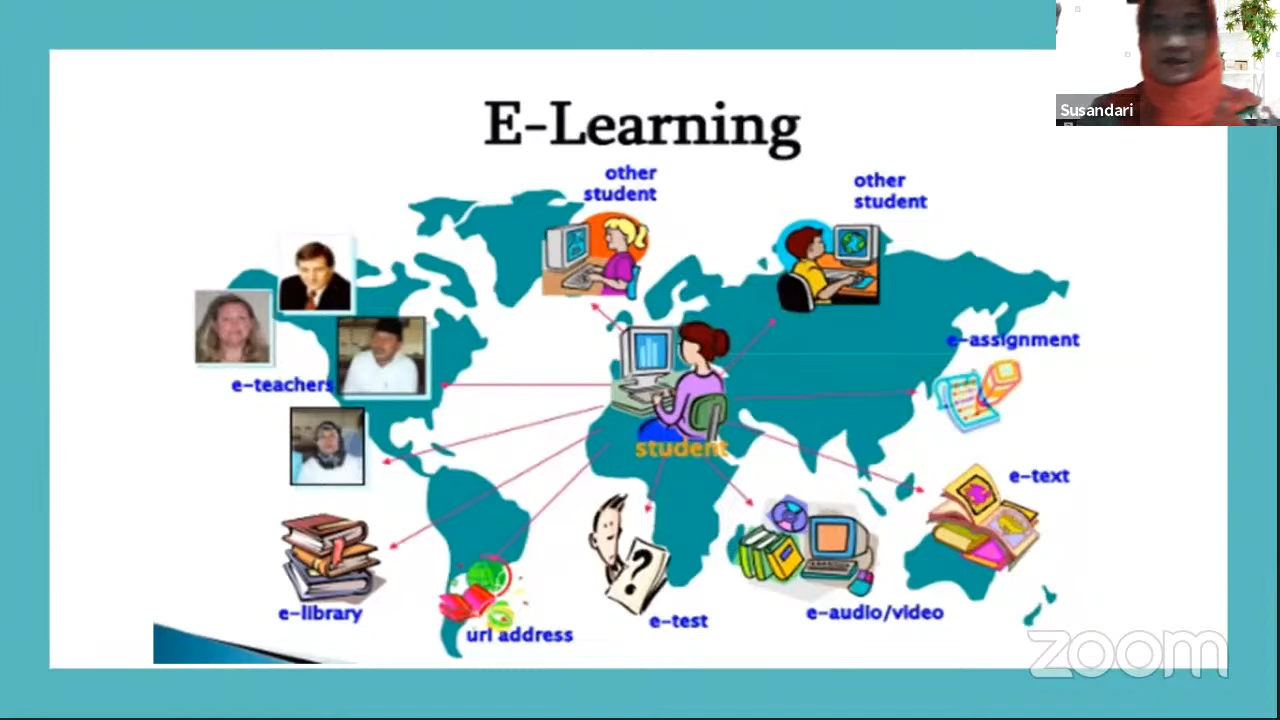 Susandari
E-Learning
other
student
other
student
e-assignment
e-teachers
student
e-text
e-library
url address
e-test
?
e-audio/video
zoom